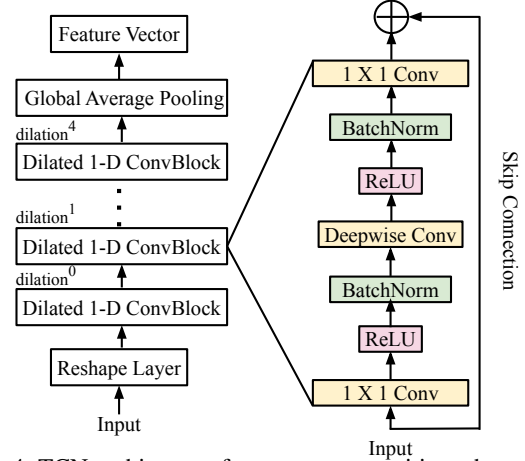 Feature Vector
Global Average Pooling
dilation4
Dilated 1-D ConvBlock
dilation1
Dilated 1-D ConvBlock
dilation0
Dilated 1-D ConvBlock
Reshape Layer
Input
1 X 1 Conv
BatchNorm
ReLU
Deepwise Conv
BatchNorm
ReLU
1 X 1 Conv
Input
Skip Connection